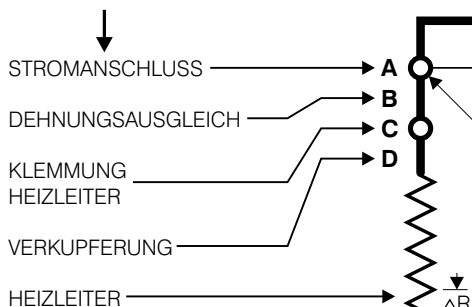 STROMANSCHLUSS A
B
DEHNUNGSAUSGLEICH
C
D
KLEMMUNG
HEIZLEITER
VERKUPFERUNG
HEIZLEITER